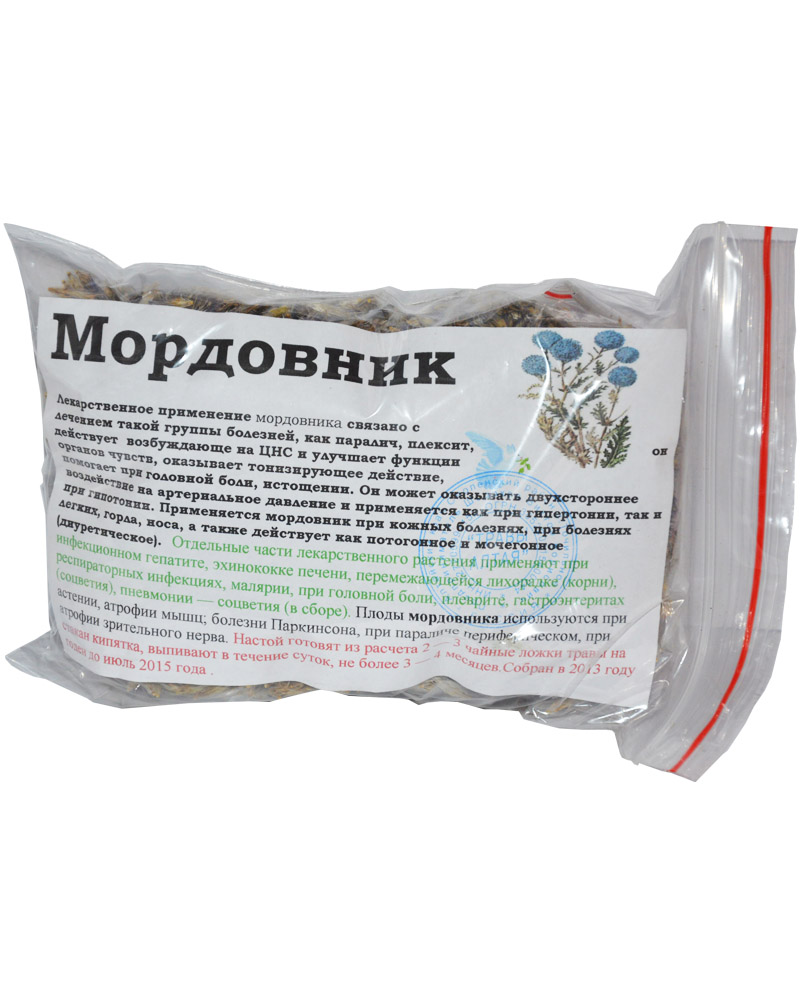 Мордовник
Лекарственное применение мордовника связано с
лечением такой группы болезней, как паралич, плексит,
действует возбуждающе на ЦНС и улучшает функции он
органов чувств, оказывает тонизирующее действие,
помогает при головной боли, истощении. Он может оказывать двухстороннее
воздействие на артериальное давление и применяется как при гипертонии, так и
при гипотонии. Применяется мордовник при кожных болезнях, при болезнях
легких, горла, носа, а также действует как потогонное и мочегонное
(диуретическое). Отдельные части лекарственного растения применяют при
инфекционном гепатите, эхинококке печени, перемежающейся лихорадке (корни),
респираторных инфекциях, малярии, при головной боли, плеврите, гастроэнтеритах
(соцветия), пневмонии — соцветия (в сборе). Плоды мордовника используются при
астении, атрофии мышц; болезни Паркинсона, при параличе периферическом, при
атрофии зрительного нерва. Настой готовят из расчета 2 — 3 чайные ложки травы на
стакан кипятка, выпивают в течение суток, не более 3 — 4 месяцев.Собран в 2013 году
годен до июль 2015 года .
ТРАВЫ
АЛТАЯ